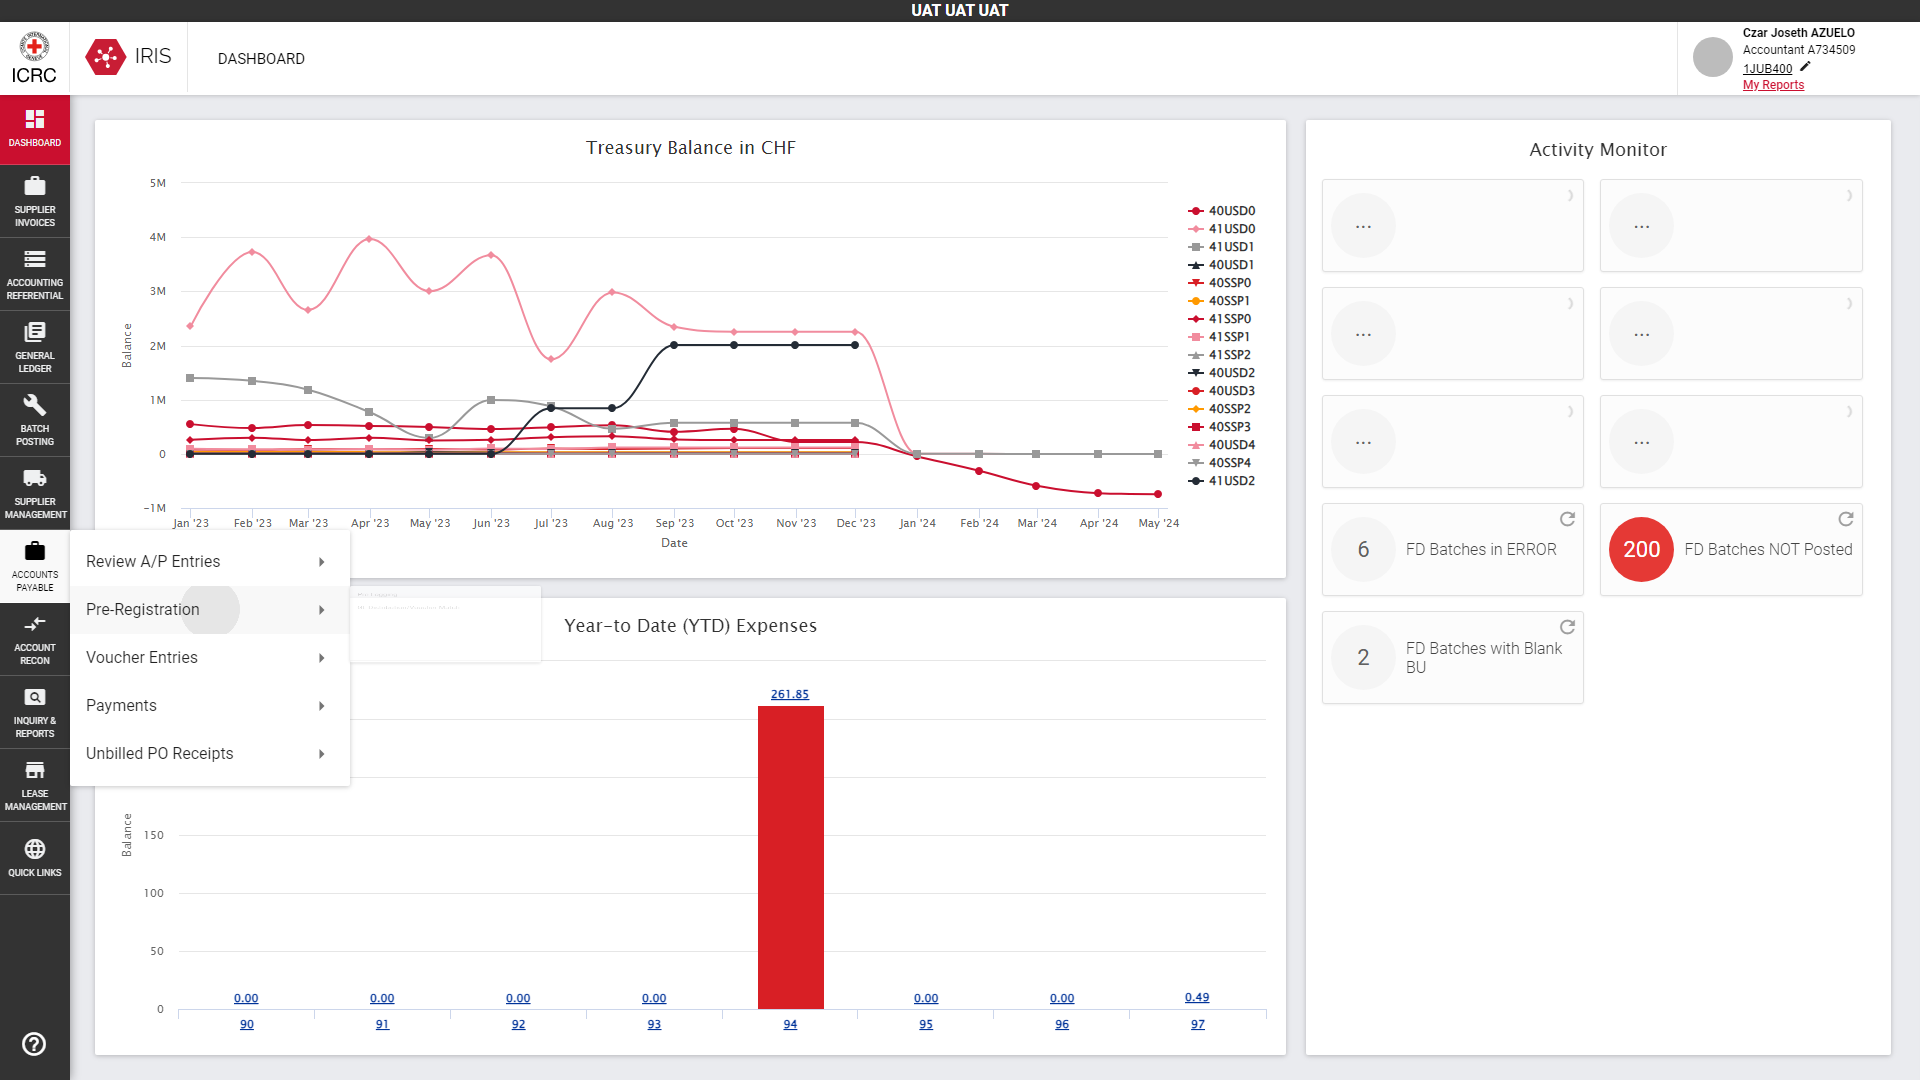 UAT UAT UAT
ICRC
IRIS
DASHBOARD
Czar Joseth AZUELO
Accountant A734509
1JUB400
My Reports
DASHBOARD
SUPPLIER
INVOICES
ACCOUNTING
REFERENTIAL
GENERAL
LEDGER
BATCH
POSTING
SUPPLIER
MANAGEMENT
ACCOUNTS
PAYABLE
ACCOUNT
RECON
INQUIRY &
REPORTS
LEASE
MANAGEMENT
QUICK LINKS
Review A/P Entries
Pre-Registration
Voucher Entries
Payments
Unbilled PO Receipts
Treasury Balance in CHF
5M
4M
3M
2M
1M
0
-1M
Balance
Jan '23 Feb '23 Mar '23 Apr '23 May '23 Jun '23 Jul '23 Aug '23 Sep '23 Oct '23 Nov '23 Dec '23 Jan '24 Feb '24 Mar '24 Apr '24 May '24
Date
40USD0
41USD0
41USD1
40USD1
40SSP0
40SSP1
41SSP0
41SSP1
41SSP2
40USD2
40USD3
40SSP2
40SSP3
40USD4
40SSP4
41USD2
Year-to Date (YTD) Expenses
Balance
150
100
50
0
0.00 0.00 0.00 0.00 261.85 0.00 0.00 0.49
90 91 92 93 94 95 96 97
Activity Monitor
... ...
... ...
... ...
6 FD Batches in ERROR
200 FD Batches NOT Posted
2 FD Batches with Blank
BU